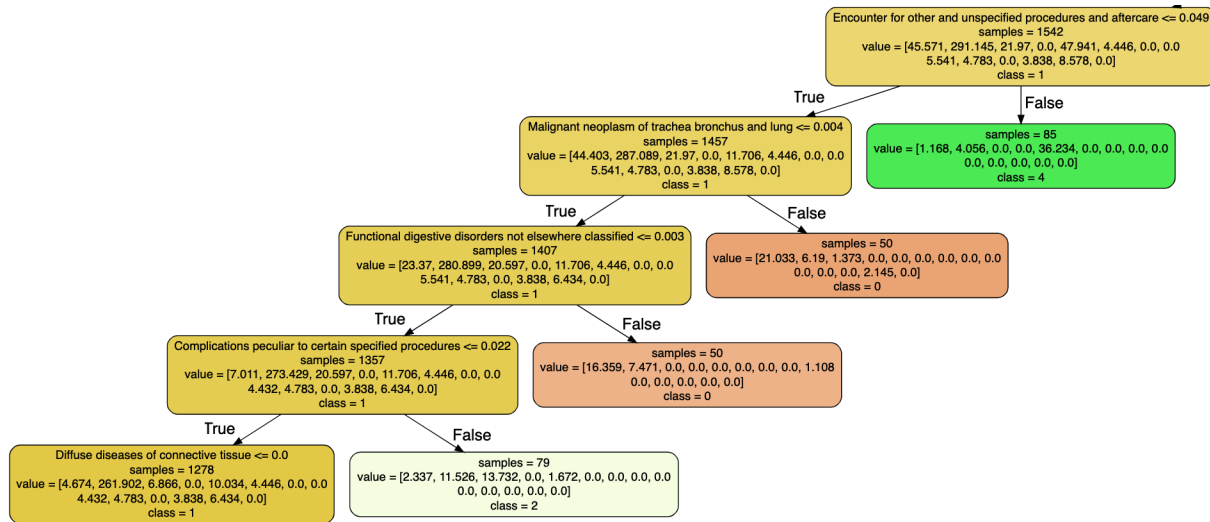 Encounter for other and unspecified procedures and aftercare <= 0.049
samples = 1542
value = [45.571, 291.145, 21.97, 0.0, 47.941, 4.446, 0.0, 0.0
5.541, 4.783, 0.0, 3.838, 8.578, 0.0]
class = 1
True
False
Malignant neoplasm of trachea bronchus and lung <= 0.004
samples = 1457
value = [44.403, 287.089, 21.97, 0.0, 11.706, 4.446, 0.0, 0.0
5.541, 4.783, 0.0, 3.838, 8.578, 0.0]
class = 1
samples = 85
value = [1.168, 4.056, 0.0, 0.0, 36.234, 0.0, 0.0, 0.0, 0.0
0.0, 0.0, 0.0, 0.0, 0.0]
class = 4
True
False
Functional digestive disorders not elsewhere classified <= 0.003
samples = 1407
value = [23.37, 280.899, 20.597, 0.0, 11.706, 4.446, 0.0, 0.0
5.541, 4.783, 0.0, 3.838, 6.434, 0.0]
class = 1
samples = 50
value = [21.033, 6.19, 1.373, 0.0, 0.0, 0.0, 0.0, 0.0, 0.0
0.0, 0.0, 0.0, 2.145, 0.0]
class = 0
True
False
Complications peculiar to certain specified procedures <= 0.022
samples = 1357
value = [7.011, 273.429, 20.597, 0.0, 11.706, 4.446, 0.0, 0.0
4.432, 4.783, 0.0, 3.838, 6.434, 0.0]
class = 1
samples = 50
value = [16.359, 7.471, 0.0, 0.0, 0.0, 0.0, 0.0, 0.0, 1.108
0.0, 0.0, 0.0, 0.0, 0.0]
class = 0
True
False
Diffuse diseases of connective tissue <= 0.0
samples = 1278
value = [4.674, 261.902, 6.866, 0.0, 10.034, 4.446, 0.0, 0.0
4.432, 4.783, 0.0, 3.838, 6.434, 0.0]
class = 1
samples = 79
value = [2.337, 11.526, 13.732, 0.0, 1.672, 0.0, 0.0, 0.0, 0.0
0.0, 0.0, 0.0, 0.0, 0.0]
class = 2